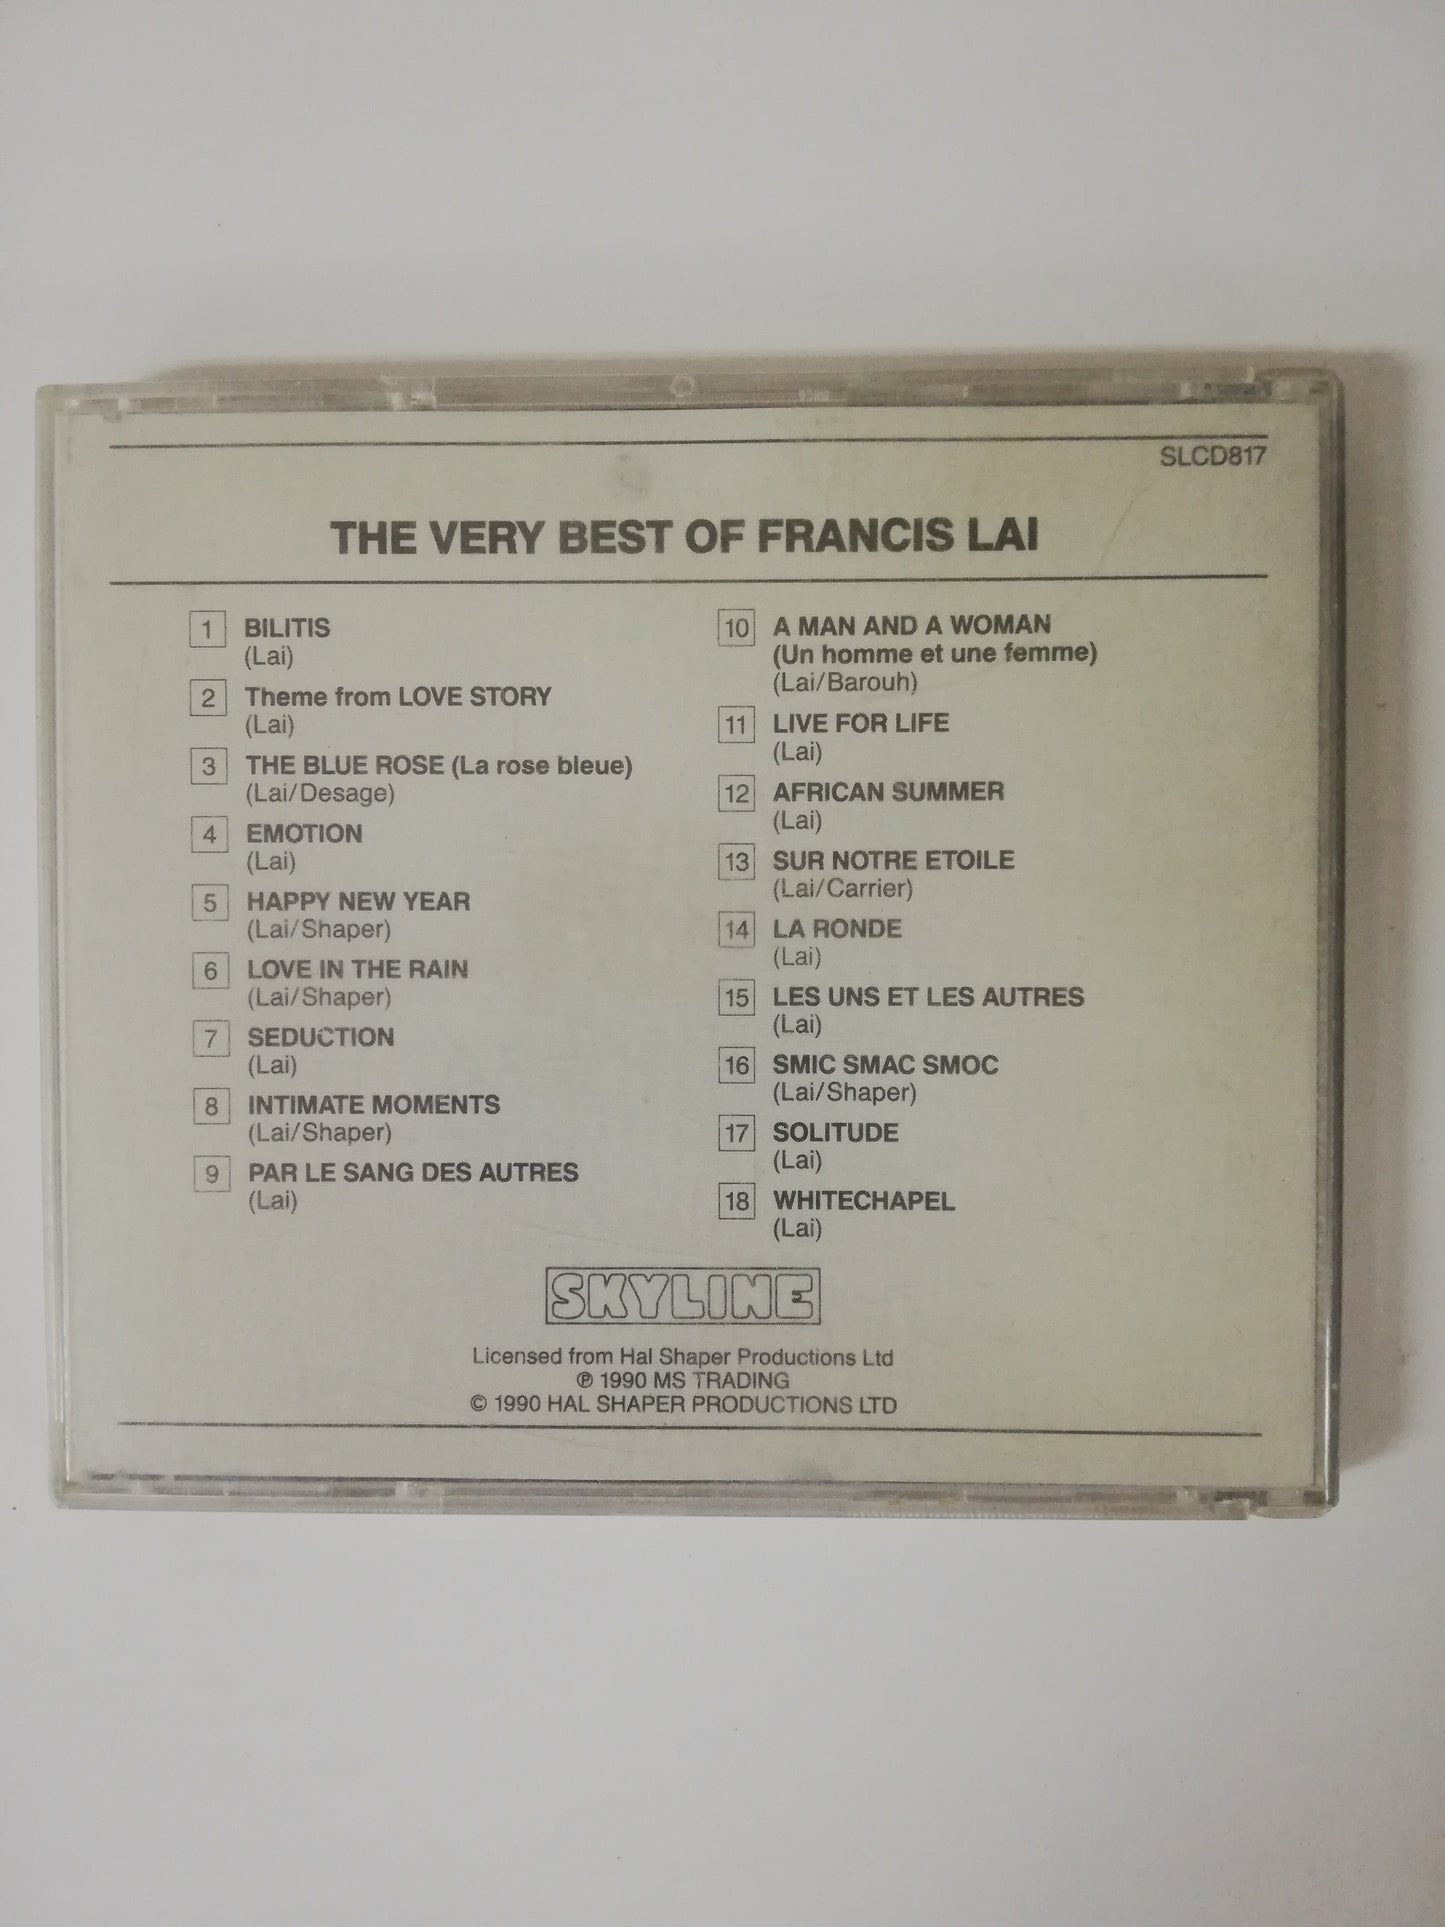 SLCD817
THE VERY BEST OF FRANCIS LAI
1 BILITIS
(Lai)
2 Theme from LOVE STORY
(Lai)
3 THE BLUE ROSE (La rose bleue)
(Lai/Desage)
4 EMOTION
(Lai)
5 HAPPY NEW YEAR
(Lai/Shaper)
6 LOVE IN THE RAIN
(Lai/Shaper)
7 SEDUCTION
(Lai)
8 INTIMATE MOMENTS
(Lai/Shaper)
9 PAR LE SANG DES AUTRES
(Lai)
10 A MAN AND A WOMAN
(Un homme et une femme)
(Lai/Barouh)
11 LIVE FOR LIFE
(Lai)
12 AFRICAN SUMMER
(Lai)
13 SUR NOTRE ETOILE
(Lai/Carrier)
14 LA RONDE
(Lai)
15 LES UNS ET LES AUTRES
(Lai)
16 SMIC SMAC SMOC
(Lai/Shaper)
17 SOLITUDE
(Lai)
18 WHITECHAPEL
(Lai)
SKYLINE
Licensed from Hal Shaper Productions Ltd
℗ 1990 MS TRADING
© 1990 HAL SHAPER PRODUCTIONS LTD